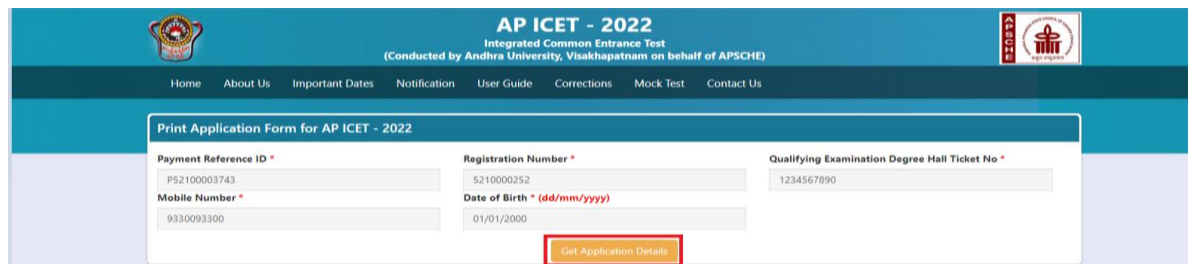 AP ICET - 2022
Integrated Common Entrance Test
(Conducted by Andhra University, Visakhapatnam on behalf of APSCHE)
APSCHE
Home About Us Important Dates Notification User Guide Corrections Mock Test Contact Us
Print Application Form for AP ICET - 2022
Payment Reference ID * Registration Number * Qualifying Examination Degree Hall Ticket No *
P52100003743 5210000252 1234567890
Mobile Number * Date of Birth * (dd/mm/yyyy)
9330093300 01/01/2000
Get Application Details